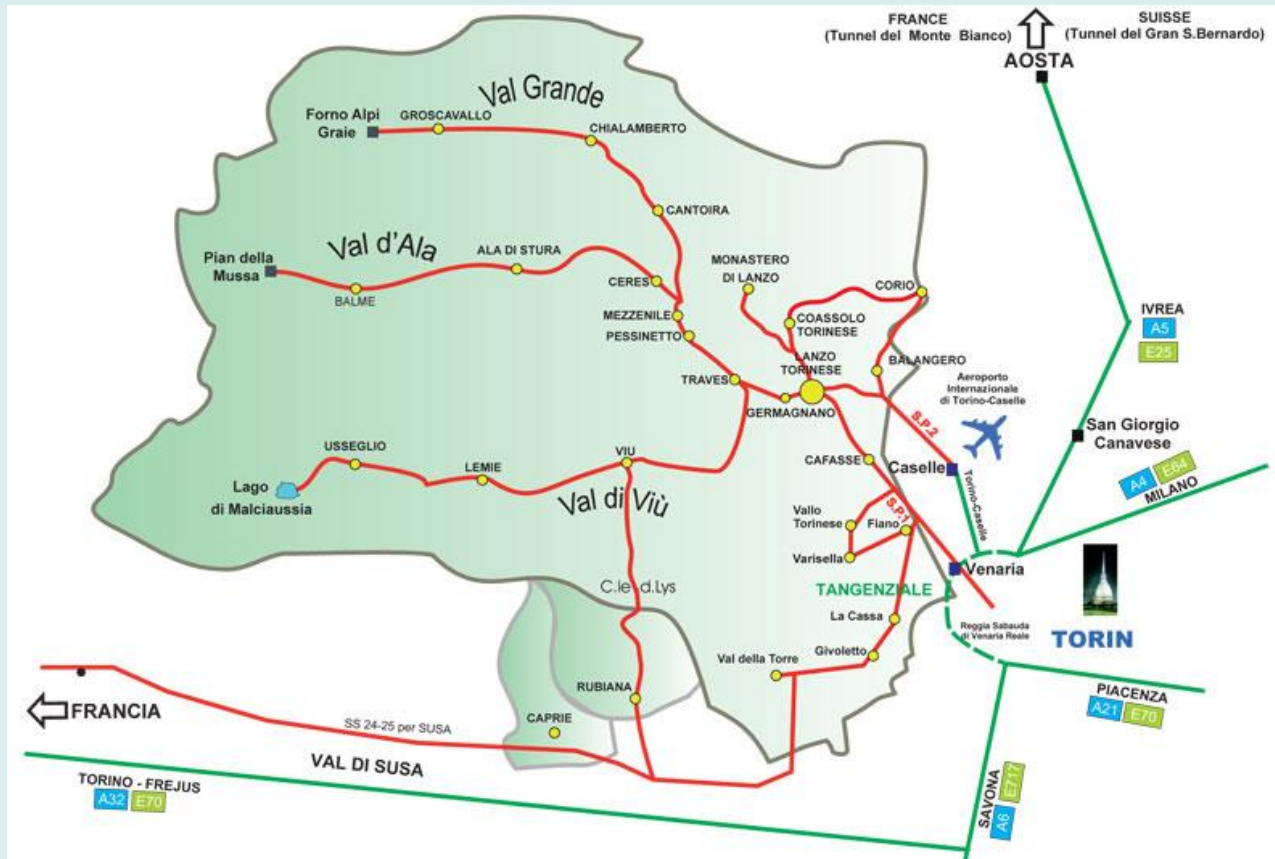 FRANCE
(Tunnel del Monte Bianco)
SUISSE
(Tunnel del Gran S.Bernardo)
AOSTA
Val Grande
Forno Alpi
Graie
GROSCAVALLO
CHIALAMBERTO
CANTOIRA
Val d'Ala
Pian della
Mussa
BALME
ALA DI STURA
CERES
MEZZENILE
PESSINETTO
MONASTERO
DI LANZO
CORIO
COASSOLO
TORINESE
LANZO
TORINESE
BALANGERO
TRAVES
GERMAGNANO
Aeroporto
Internazionale
di Torino-Caselle
IVREA
A5
E25
San Giorgio
Canavese
S.P.2
Caselle
Torino-Caselle
A4
E64
MILANO
USSEGLIO
LEMIE
VIU
CAFASSE
Lago
di Malciaussia
Val di Viù
S.P.1
Vallo
Torinese
Fiano
Varisella
Venaria
C.le d.Lys
TANGENZIALE
La Cassa
Reggia Sabauda
di Venaria Reale
TORIN
Givoletto
Val della Torre
RUBIANA
CAPRIE
PIACENZA
A21
E70
FRANCIA
SS 24-25 per SUSA
VAL DI SUSA
TORINO - FREJUS
A32
E70
SAVONA
A6
E717